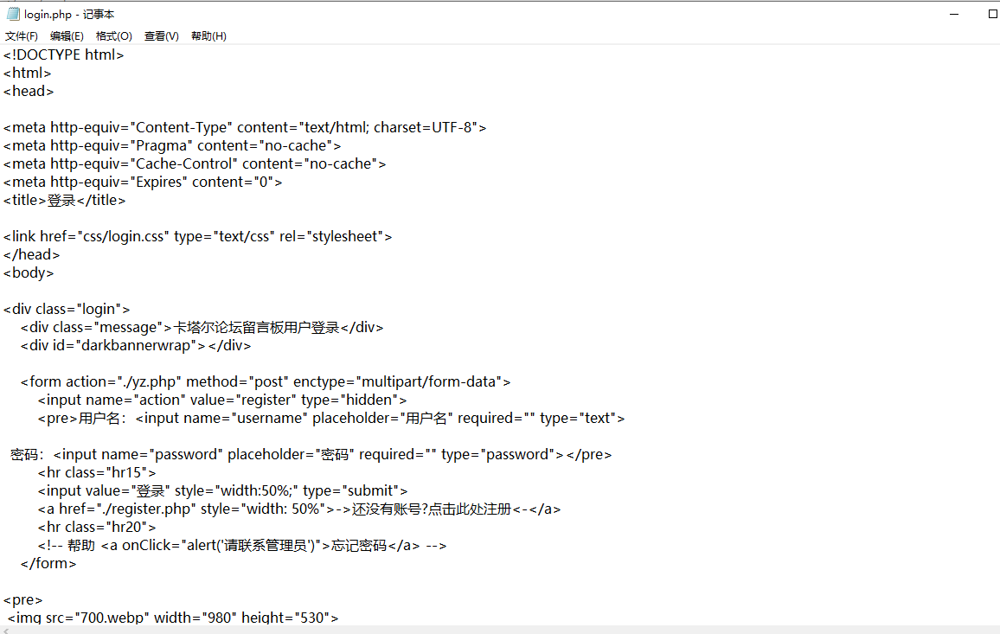 login.php - 记事本
文件(F) 编辑(E) 格式(O) 查看(V) 帮助(H)
<!DOCTYPE html>
<html>
<head>
<meta http-equiv="Content-Type" content="text/html; charset=UTF-8">
<meta http-equiv="Pragma" content="no-cache">
<meta http-equiv="Cache-Control" content="no-cache">
<meta http-equiv="Expires" content="0">
<title>登录</title>
<link href="css/login.css" type="text/css" rel="stylesheet">
</head>
<body>
<div class="login">
<div class="message">卡塔尔论坛留言板用户登录</div>
<div id="darkbannerwrap"></div>
<form action="./yz.php" method="post" enctype="multipart/form-data">
<input name="action" value="register" type="hidden">
<pre>用户名：<input name="username" placeholder="用户名" required="" type="text">
密码：<input name="password" placeholder="密码" required="" type="password"></pre>
<hr class="hr15">
<input value="登录" style="width:50%;" type="submit">
<a href="./register.php" style="width: 50%">->还没有账号?点击此处注册<-</a>
<hr class="hr20">
<!-- 帮助 <a onClick="alert('请联系管理员')">忘记密码</a> -->
</form>
<pre>
<img src="700.webp" width="980" height="530">